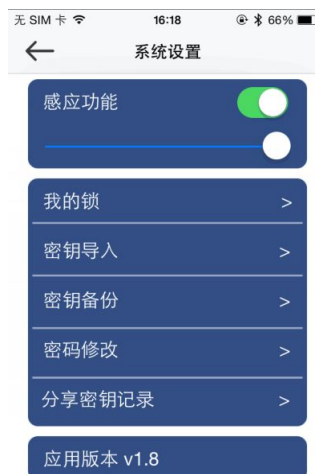 无 SIM 卡 16:18 66%
系统设置
感应功能
我的锁 >
密钥导入 >
密钥备份 >
密码修改 >
分享密钥记录 >
应用版本 v1.8